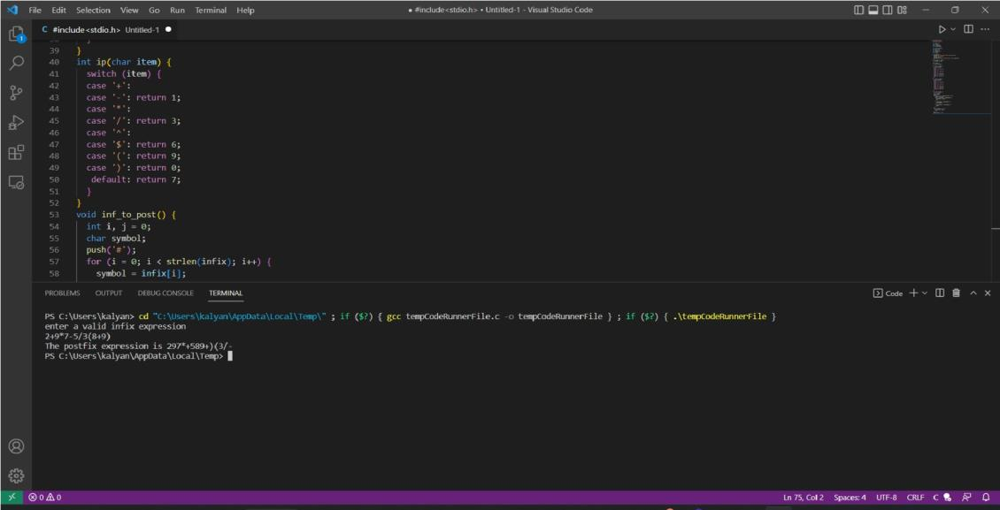 File Edit Selection View Go Run Terminal Help
● #include<stdio.h> • Untitled-1 - Visual Studio Code
C #include<stdio.h> Untitled-1 ●
1
39 }
40 int ip(char item) {
41 switch (item) {
42 case '+':
43 case '-': return 1;
44 case '*':
45 case '/': return 3;
46 case '^':
47 case '$': return 6;
48 case '(': return 9;
49 case ')': return 0;
50 default: return 7;
51 }
52 }
53 void inf_to_post() {
54 int i, j = 0;
55 char symbol;
56 push('#');
57 for (i = 0; i < strlen(infix); i++) {
58 symbol = infix[i];
PROBLEMS OUTPUT DEBUG CONSOLE TERMINAL
Code
PS C:\Users\kalyan> cd "C:\Users\kalyan\AppData\Local\Temp\" ; if ($?) { gcc tempCodeRunnerFile.c -o tempCodeRunnerFile } ; if ($?) { .\tempCodeRunnerFile }
enter a valid infix expression
2+9*7-5/3(8+9)
The postfix expression is 297*+589+)(3/-
PS C:\Users\kalyan\AppData\Local\Temp>
0 0
Ln 75, Col 2 Spaces: 4 UTF-8 CRLF C